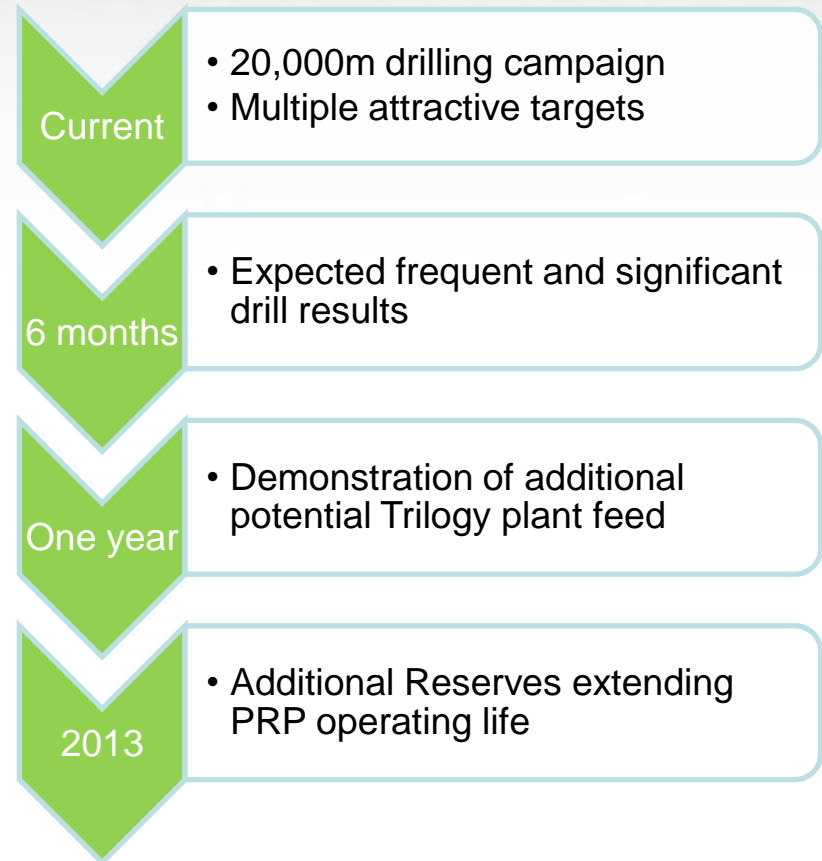 Current
• 20,000m drilling campaign
• Multiple attractive targets
6 months
• Expected frequent and significant
drill results
One year
• Demonstration of additional
potential Trilogy plant feed
2013
• Additional Reserves extending
PRP operating life